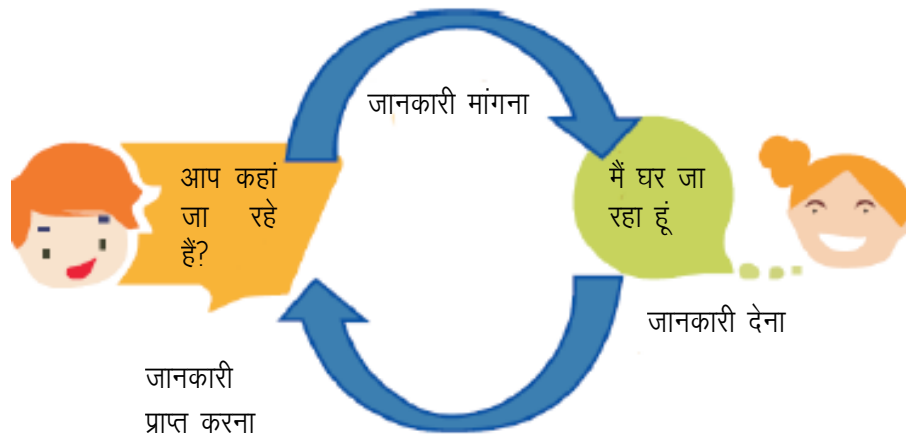 जानकारी मांगना
आप कहां
जा रहे
हैं?
मैं घर जा
रहा हूं
जानकारी देना
जानकारी
प्राप्त करना